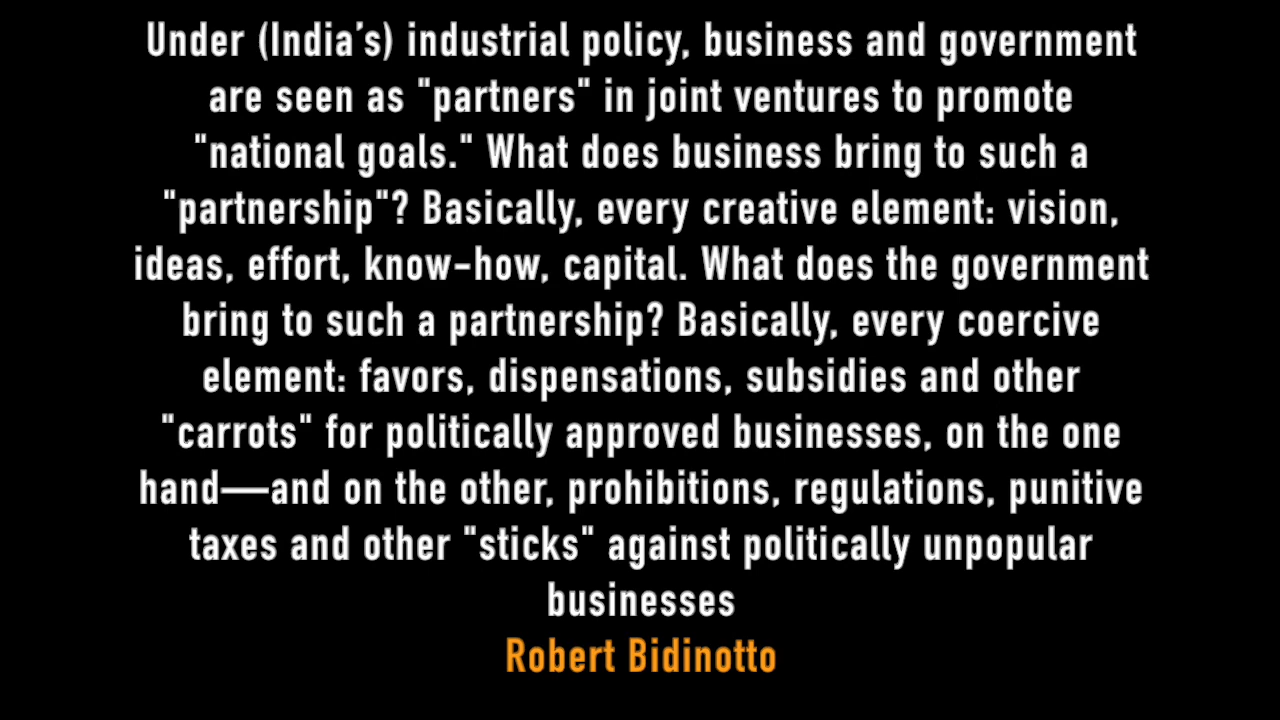 Under (India’s) industrial policy, business and government
are seen as "partners" in joint ventures to promote
"national goals." What does business bring to such a
"partnership"? Basically, every creative element: vision,
ideas, effort, know-how, capital. What does the government
bring to such a partnership? Basically, every coercive
element: favors, dispensations, subsidies and other
"carrots" for politically approved businesses, on the one
hand——and on the other, prohibitions, regulations, punitive
taxes and other "sticks" against politically unpopular
businesses
Robert Bidinotto